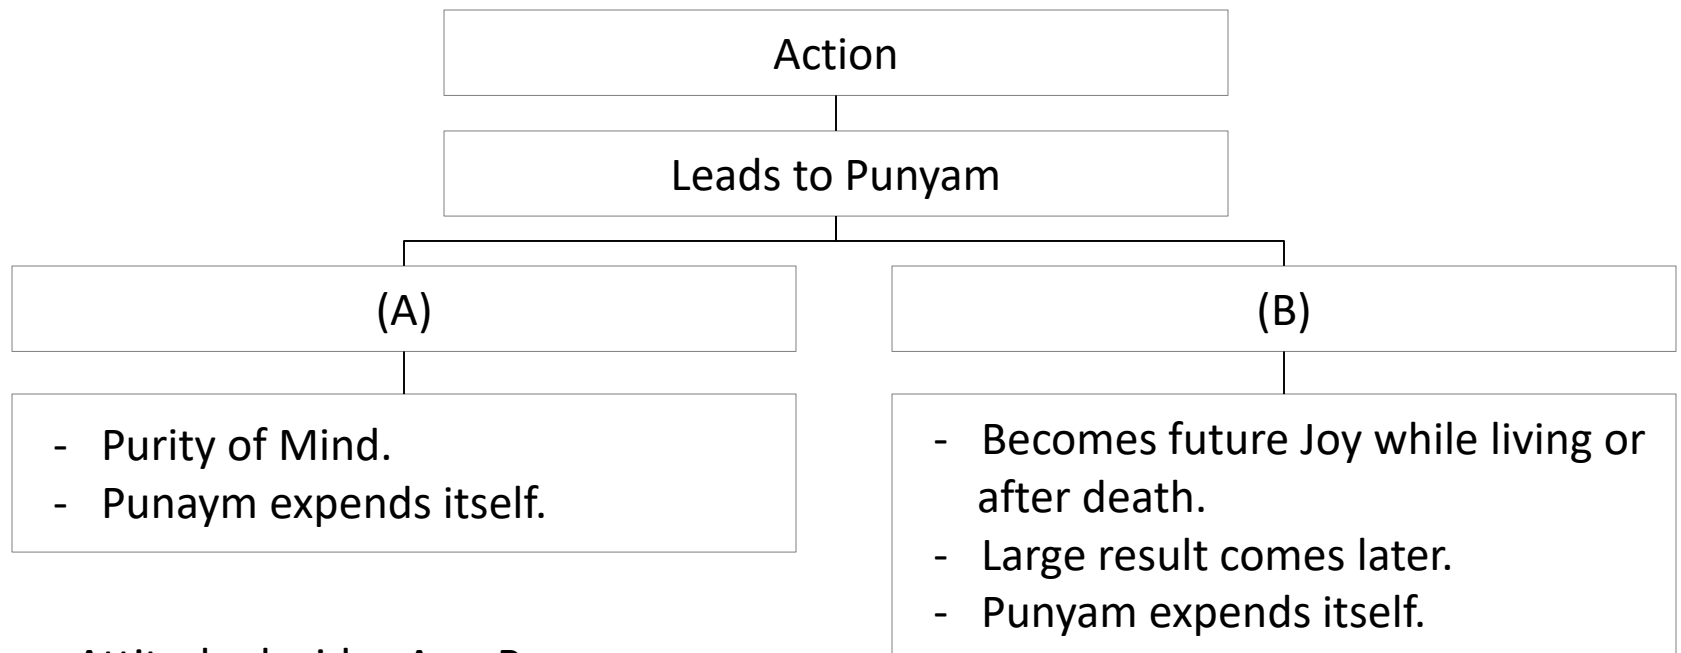 Action
Leads to Punyam
(A)
(B)
- Purity of Mind.
- Punaym expends itself.
- Becomes future Joy while living or
after death.
- Large result comes later.
- Punyam expends itself.